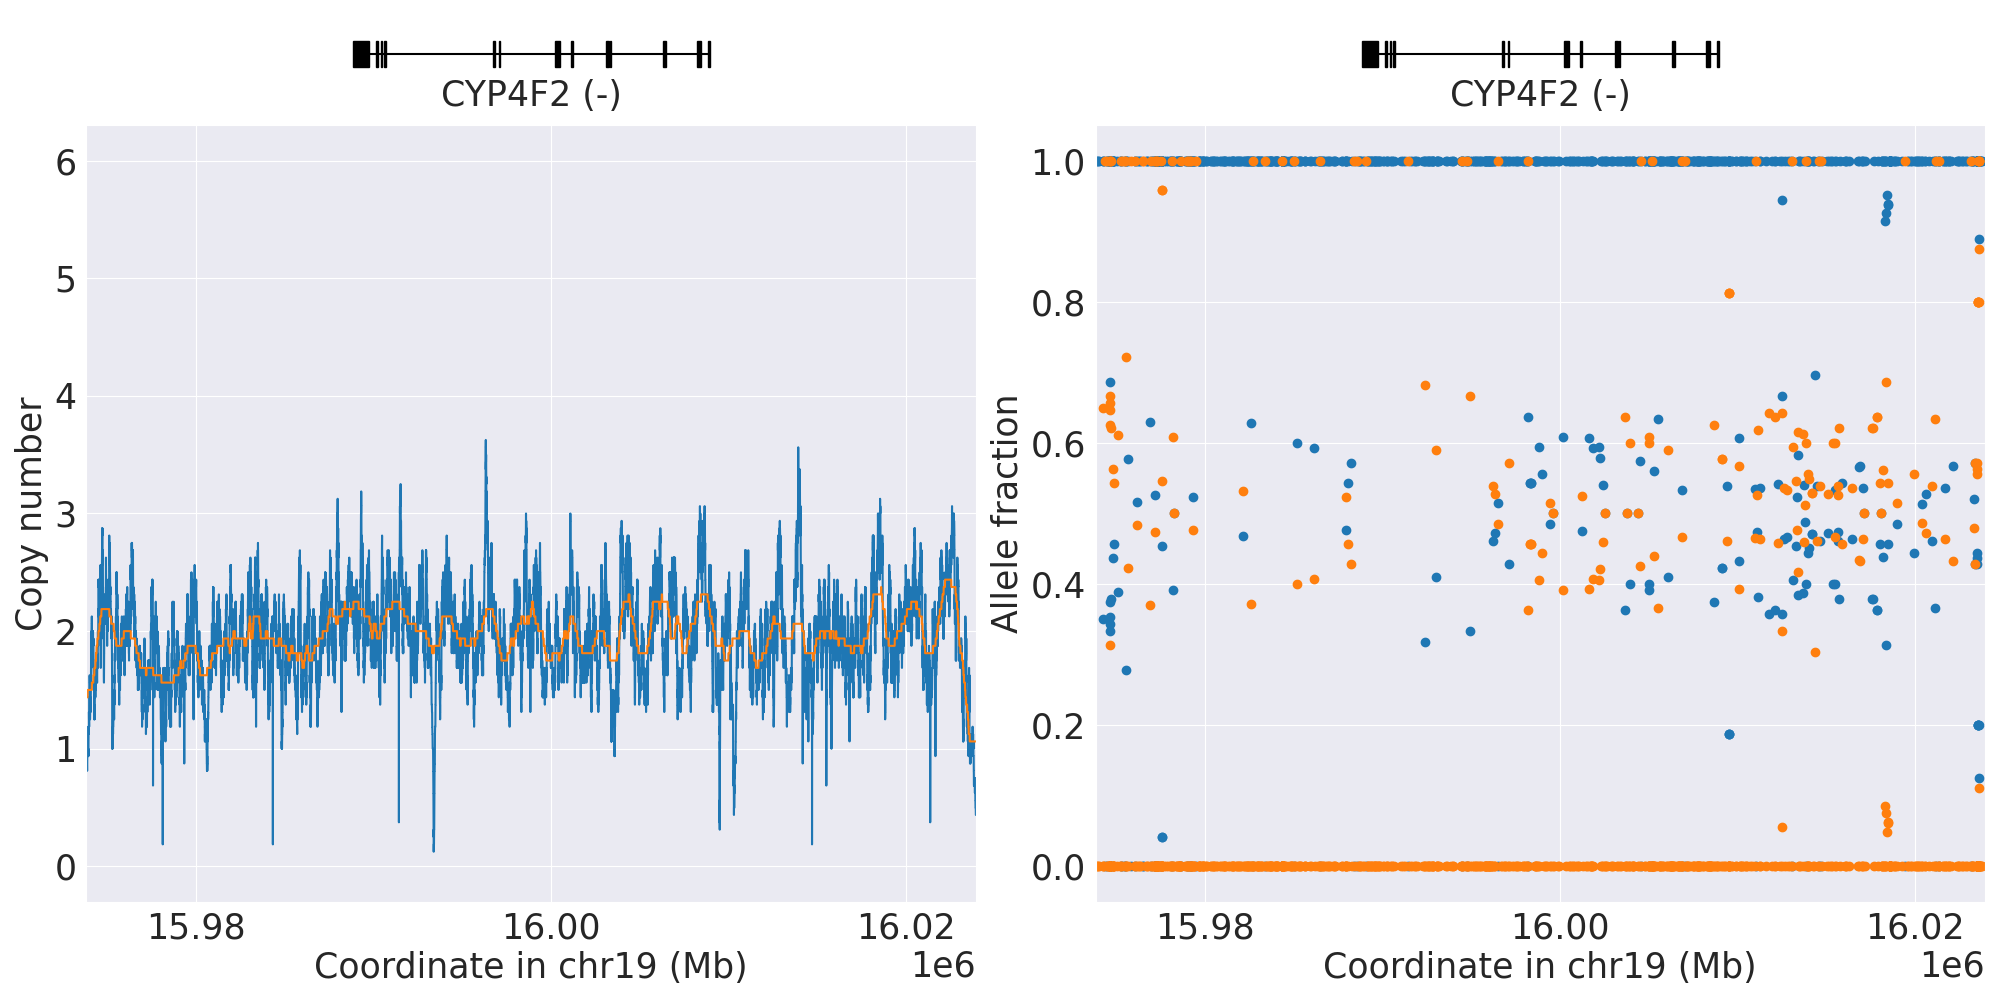 CYP4F2 (-)
6
5
4
3
2
1
0
Copy number
15.98
16.00
16.02
Coordinate in chr19 (Mb)
1e6
CYP4F2 (-)
1.0
0.8
0.6
0.4
0.2
0.0
Allele fraction
15.98
16.00
16.02
Coordinate in chr19 (Mb)
1e6